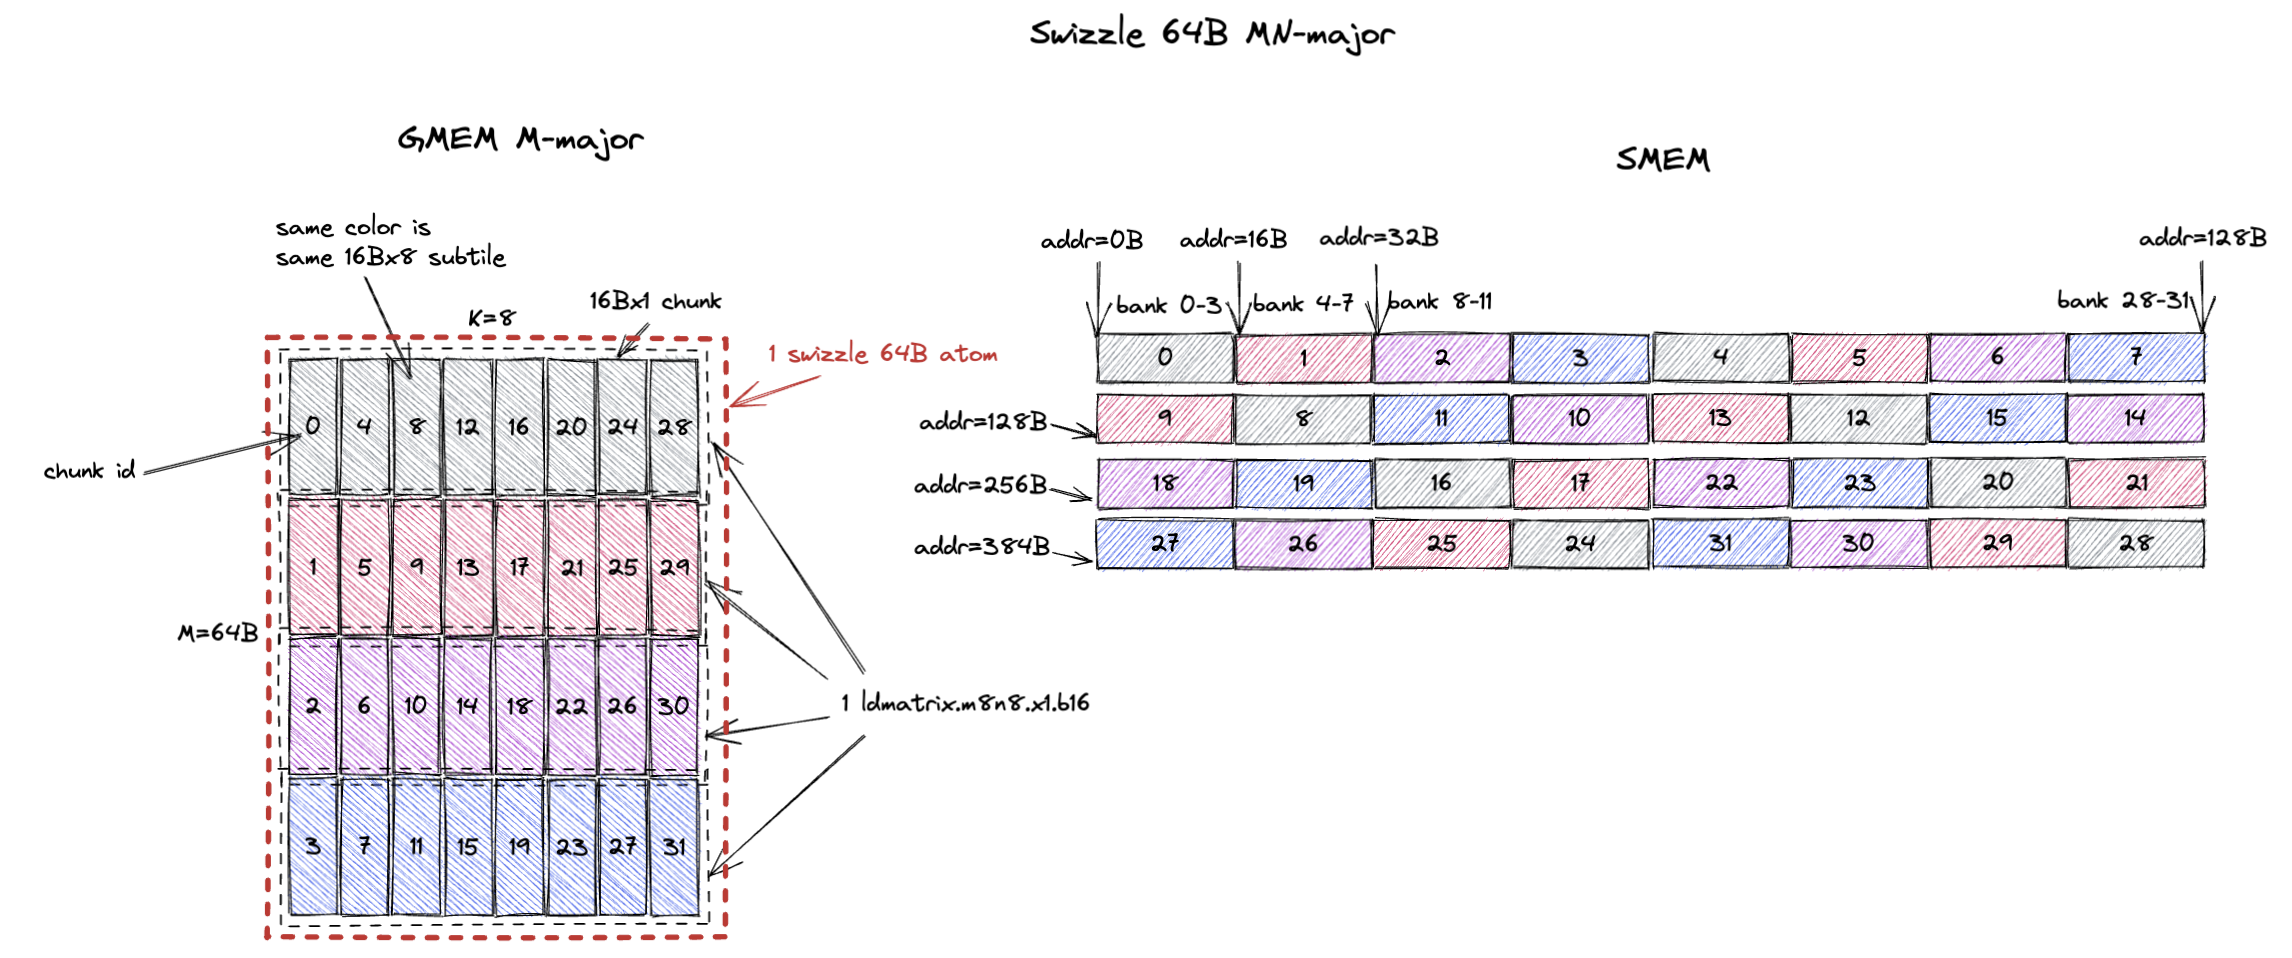 Swizzle 64B MN-major
GMEM M-major
SMEM
same color is
same 16Bx8 subtile
16Bx1 chunk
K=8
1 swizzle 64B atom
chunk id
M=64B
0 4 8 12 16 20 24 28
1 5 9 13 17 21 25 29
2 6 10 14 18 22 26 30
3 7 11 15 19 23 27 31
1 ldmatrix.m8n8.x1.b16
addr=0B addr=16B addr=32B addr=128B
bank 0-3 bank 4-7 bank 8-11 bank 28-31
0 1 2 3 4 5 6 7
addr=128B 9 8 11 10 13 12 15 14
addr=256B 18 19 16 17 22 23 20 21
addr=384B 27 26 25 24 31 30 29 28